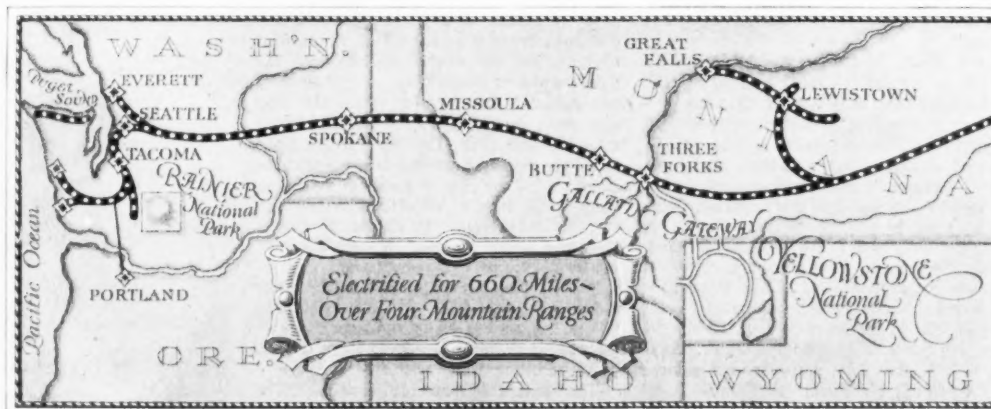 WASH'N.
Puget
Sound
EVERETT
SEATTLE
TACOMA
RAINIER
National
Park
Pacific Ocean
PORTLAND
ORE.
SPOKANE
MISSOULA
BUTTE
GREAT
FALLS
MONTANA
LEWISTOWN
THREE
FORKS
GALLATIN
GATEWAY
YELLOWSTONE
National
Park
Electrified for 660 Miles~
Over Four Mountain Ranges
IDAHO
WYOMING